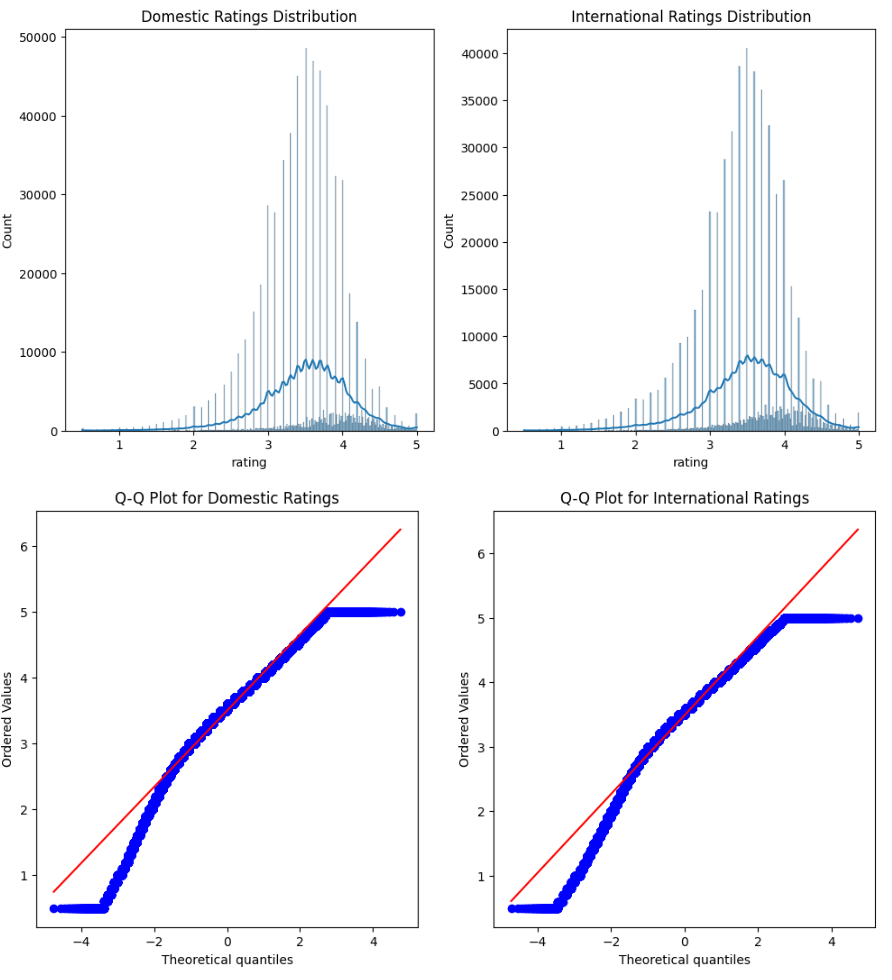 Domestic Ratings Distribution
International Ratings Distribution
50000
40000
30000
20000
10000
0
Count
1 2 3 4 5
rating
40000
35000
30000
25000
20000
15000
10000
5000
0
Count
1 2 3 4 5
rating
Q-Q Plot for Domestic Ratings
Q-Q Plot for International Ratings
6
5
4
3
2
1
Ordered Values
−4 −2 0 2 4
Theoretical quantiles
6
5
4
3
2
1
Ordered Values
−4 −2 0 2 4
Theoretical quantiles